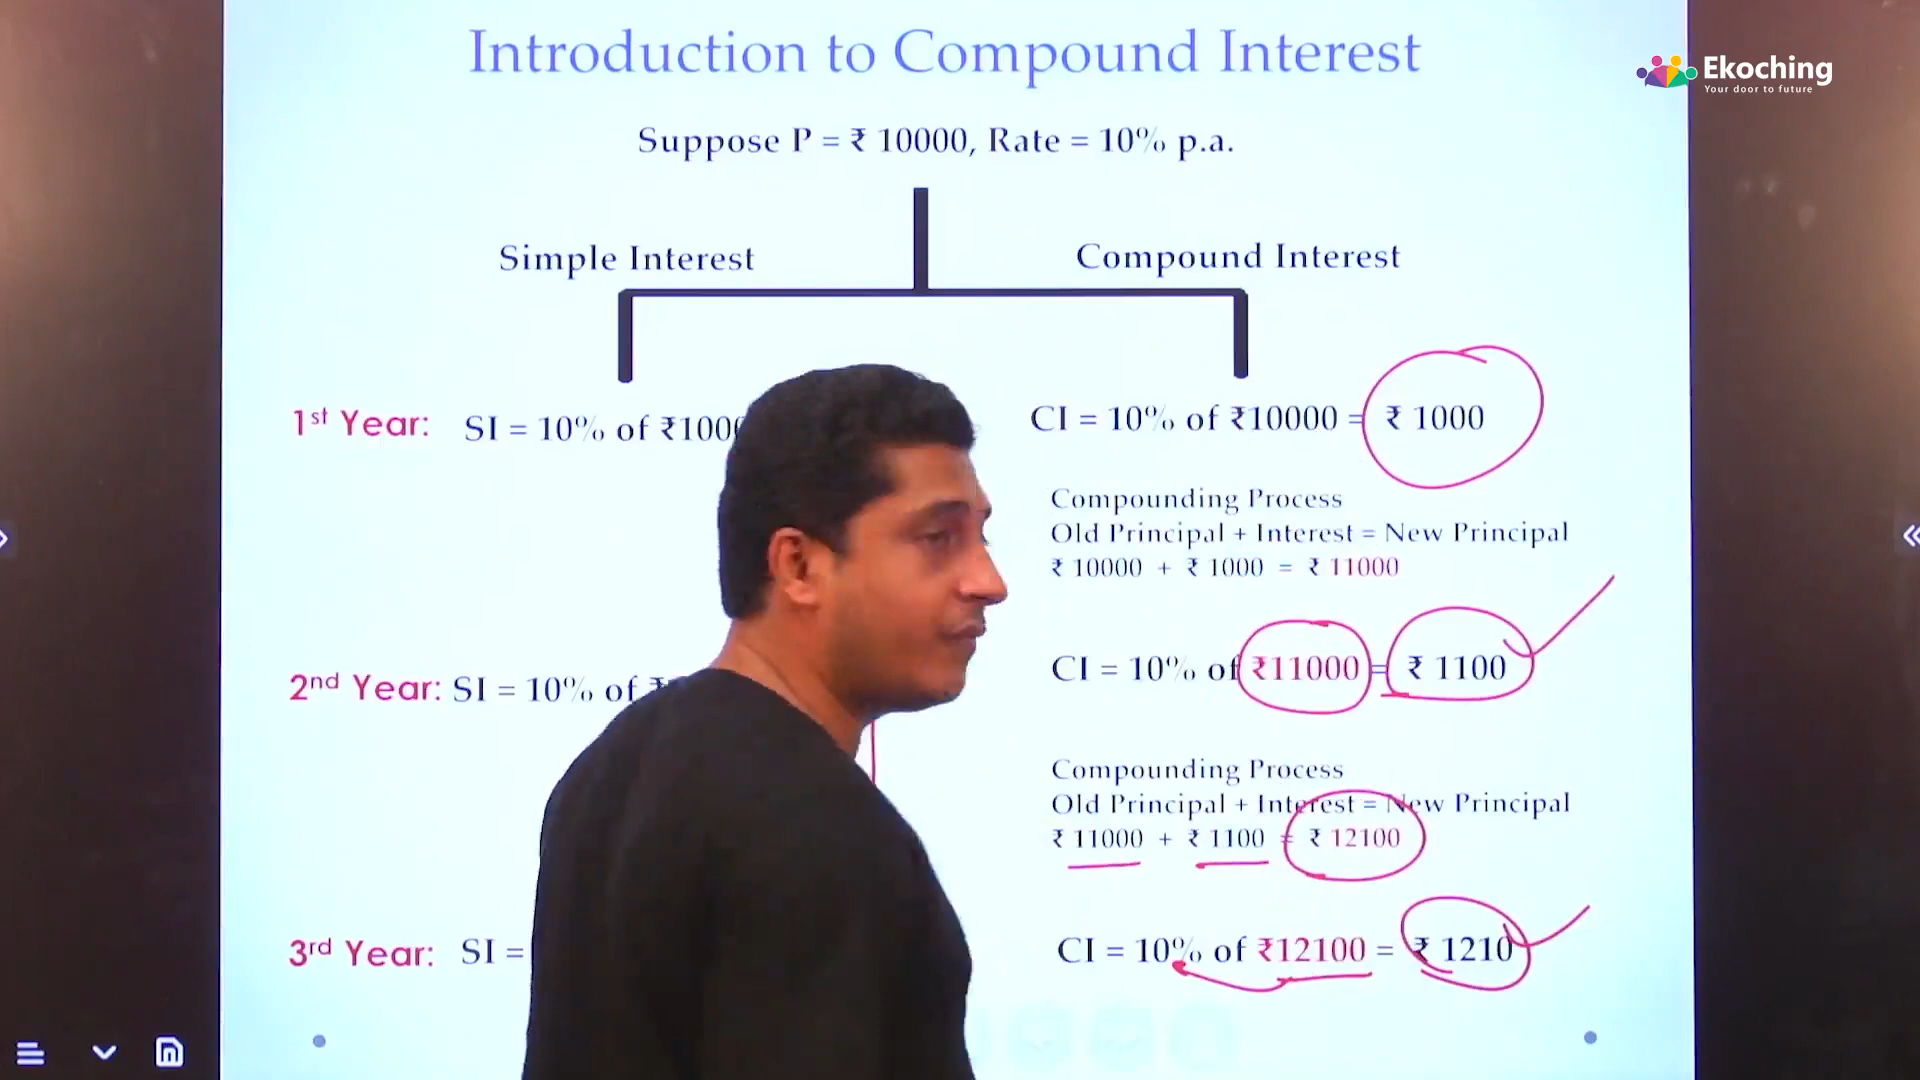 Introduction to Compound Interest
Ekoching
Your door to future
Suppose P = ₹ 10000, Rate = 10% p.a.
Simple Interest
Compound Interest
1st Year: SI = 10% of
CI = 10% of ₹10000 = ₹ 1000
Compounding Process
Old Principal + Interest = New Principal
₹ 10000 + ₹ 1000 = ₹ 11000
2nd Year: SI = 10% of
CI = 10% of ₹11000 = ₹ 1100
Compounding Process
Old Principal + Interest = New Principal
₹ 11000 + ₹ 1100 = ₹ 12100
3rd Year: SI =
CI = 10% of ₹12100 = ₹ 1210